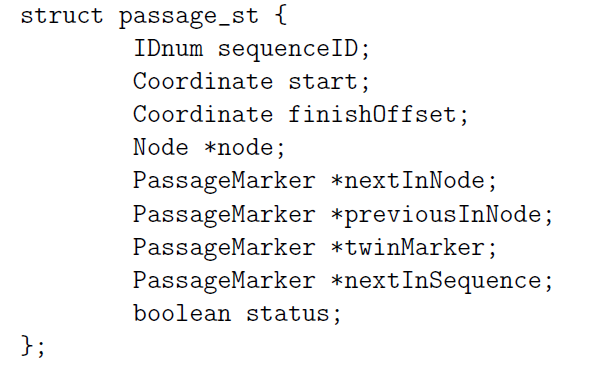 struct passage_st {
        IDnum sequenceID;
        Coordinate start;
        Coordinate finishOffset;
        Node *node;
        PassageMarker *nextInNode;
        PassageMarker *previousInNode;
        PassageMarker *twinMarker;
        PassageMarker *nextInSequence;
        boolean status;
};